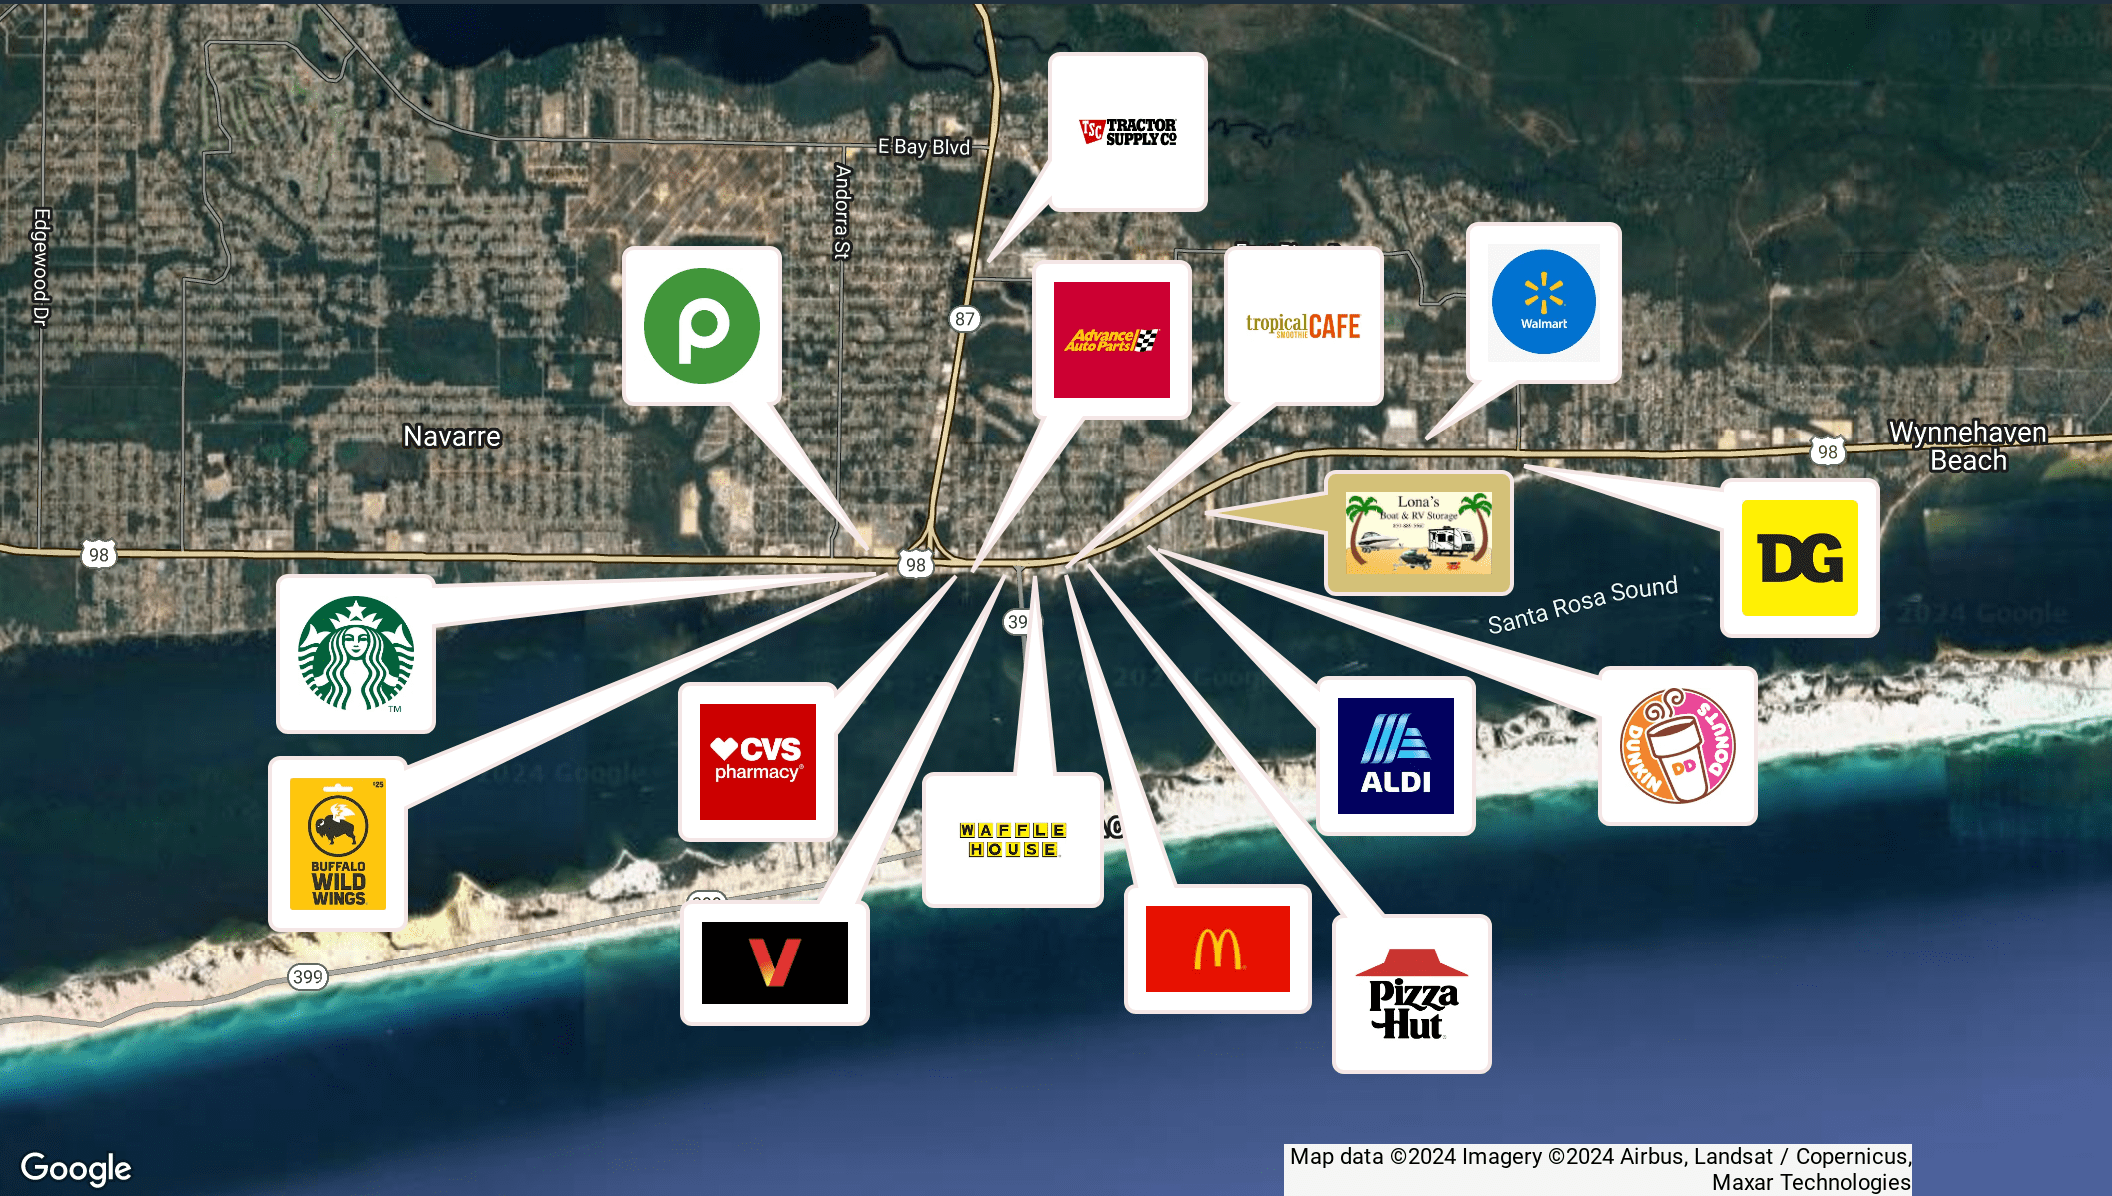 E Bay Blvd
TSC TRACTOR
SUPPLY CO
Andorra St
Edgewood Dr
87
Advance
Auto Parts
tropical
SMOOTHIE
CAFE
Walmart
Navarre
Wynnehaven
Beach
98
98
98
Lona's
Boat & RV Storage
DG
Santa Rosa Sound
39
TM
CVS
pharmacy
ALDI
DUNKIN'
DONUTS
DD
$25
BUFFALO
WILD
WINGS
WAFFLE
HOUSE
V
399
Pizza
Hut
Google
Map data ©2024 Imagery ©2024 Airbus, Landsat / Copernicus,
Maxar Technologies